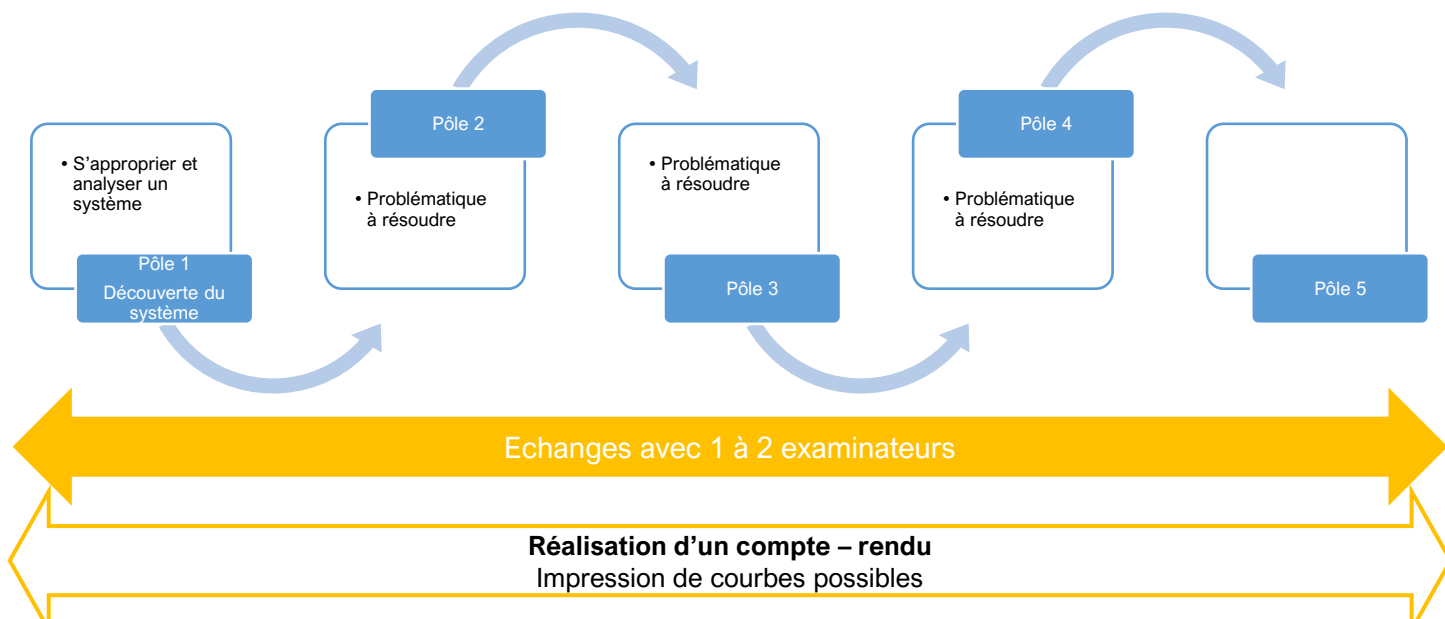 • S'approprier et
analyser un
système
Pôle 1
Découverte du
système
Pôle 2
• Problématique
à résoudre
• Problématique
à résoudre
Pôle 3
Pôle 4
• Problématique
à résoudre
Pôle 5
Echanges avec 1 à 2 examinateurs
Réalisation d'un compte – rendu
Impression de courbes possibles